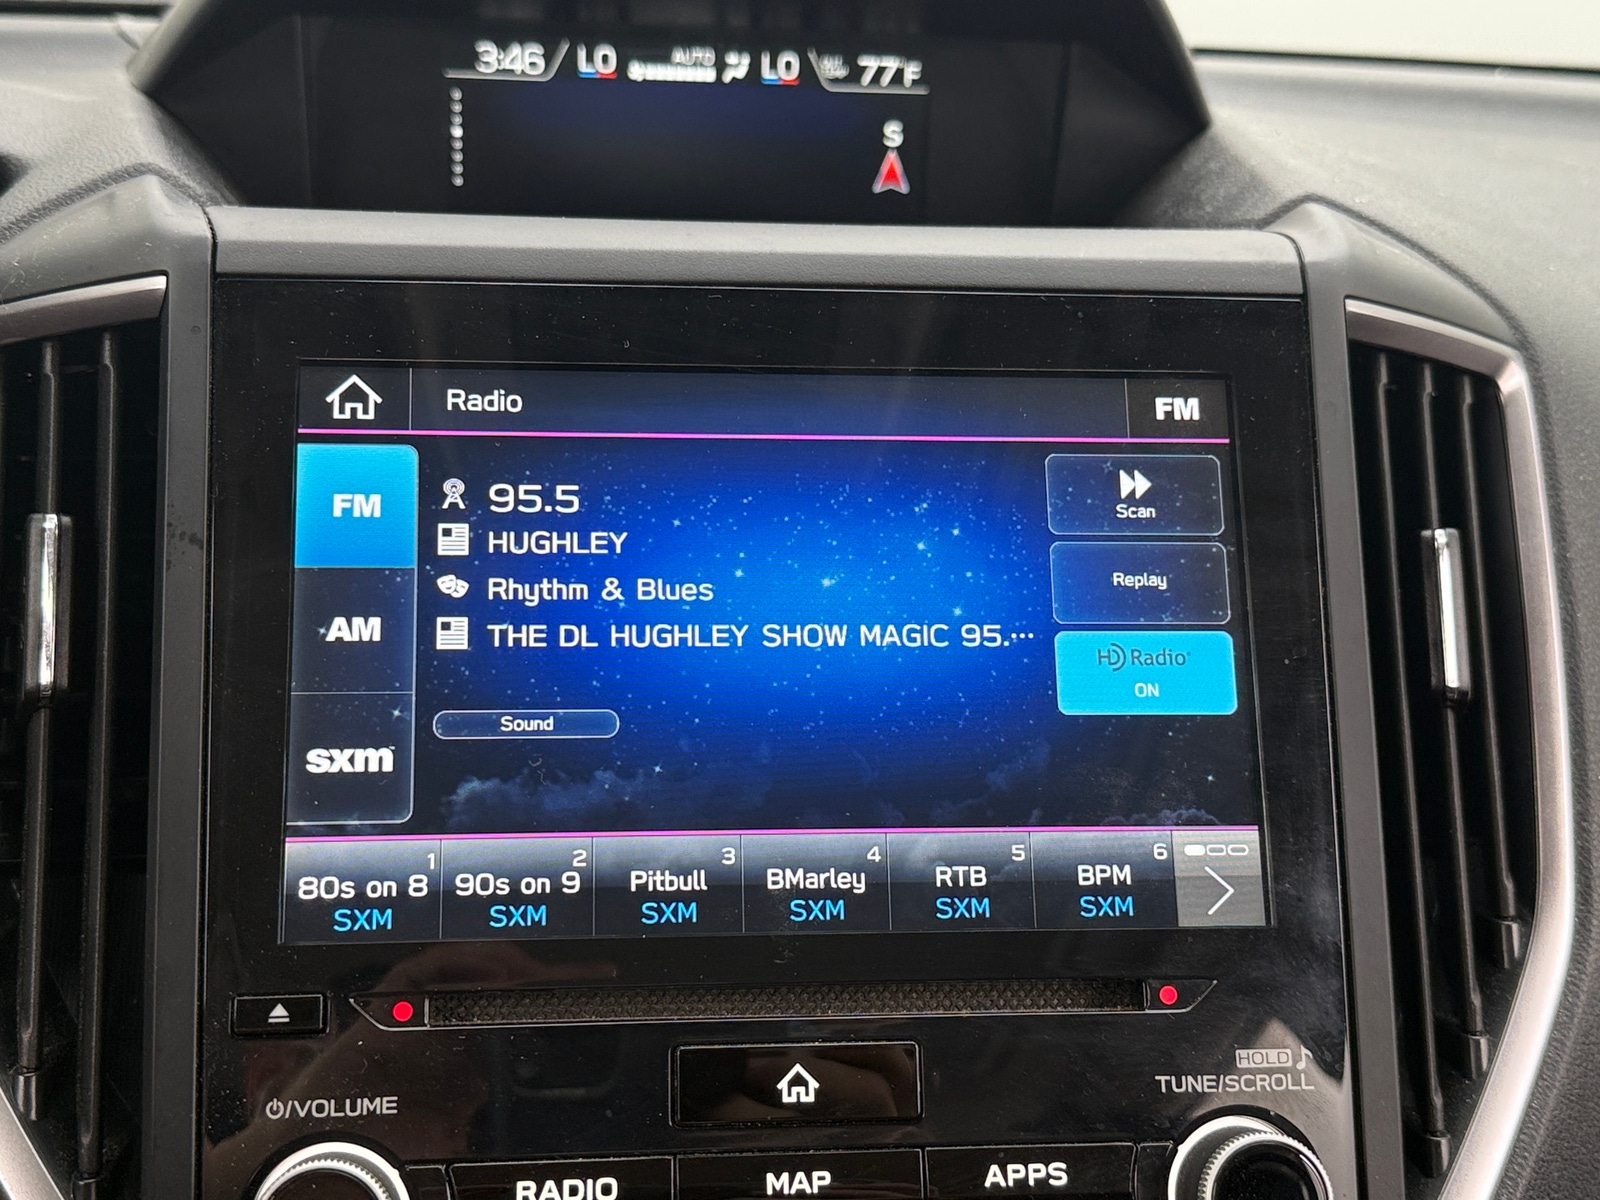 3:46 LO AUTO LO 77°F
S
Radio FM
FM
AM
sxm
95.5
HUGHLEY
Rhythm & Blues
THE DL HUGHLEY SHOW MAGIC 95.…
Sound
Scan
Replay
HD Radio
ON
1 2 3 4 5 6
80s on 8 90s on 9 Pitbull BMarley RTB BPM
SXM SXM SXM SXM SXM SXM
/VOLUME
HOLD
TUNE/SCROLL
RADIO MAP APPS